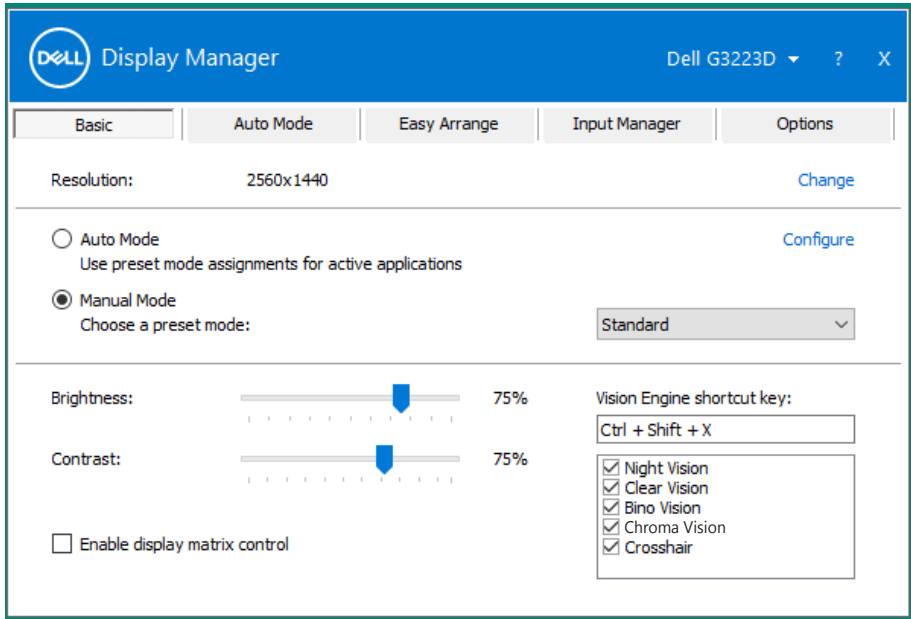 DELL Display Manager Dell G3223D ? X
Basic Auto Mode Easy Arrange Input Manager Options
Resolution: 2560x1440 Change
Auto Mode Configure
Use preset mode assignments for active applications
Manual Mode
Choose a preset mode: Standard
Brightness: 75% Vision Engine shortcut key:
Ctrl + Shift + X
Contrast: 75%
Night Vision
Clear Vision
Bino Vision
Chroma Vision
Enable display matrix control
Crosshair